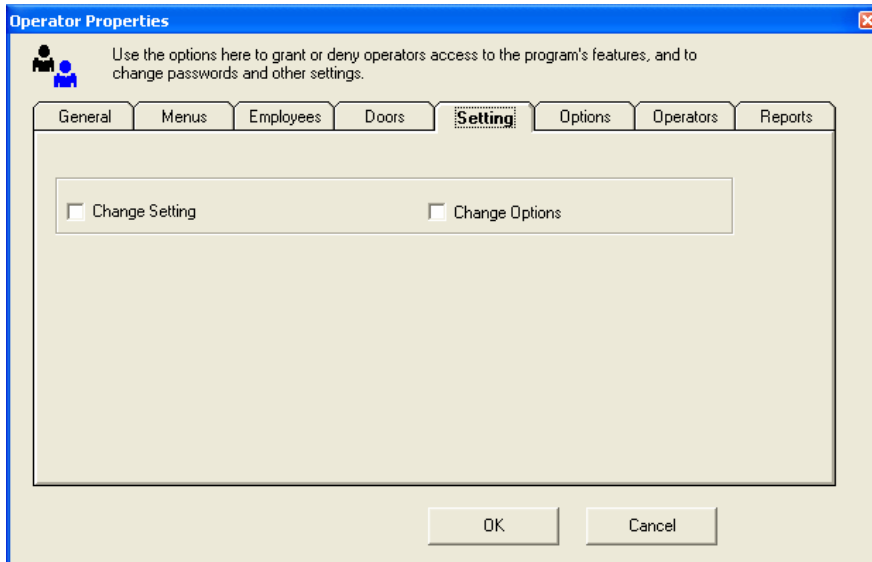 Operator Properties
Use the options here to grant or deny operators access to the program's features, and to
change passwords and other settings.
General Menus Employees Doors Setting Options Operators Reports
Change Setting Change Options
OK Cancel